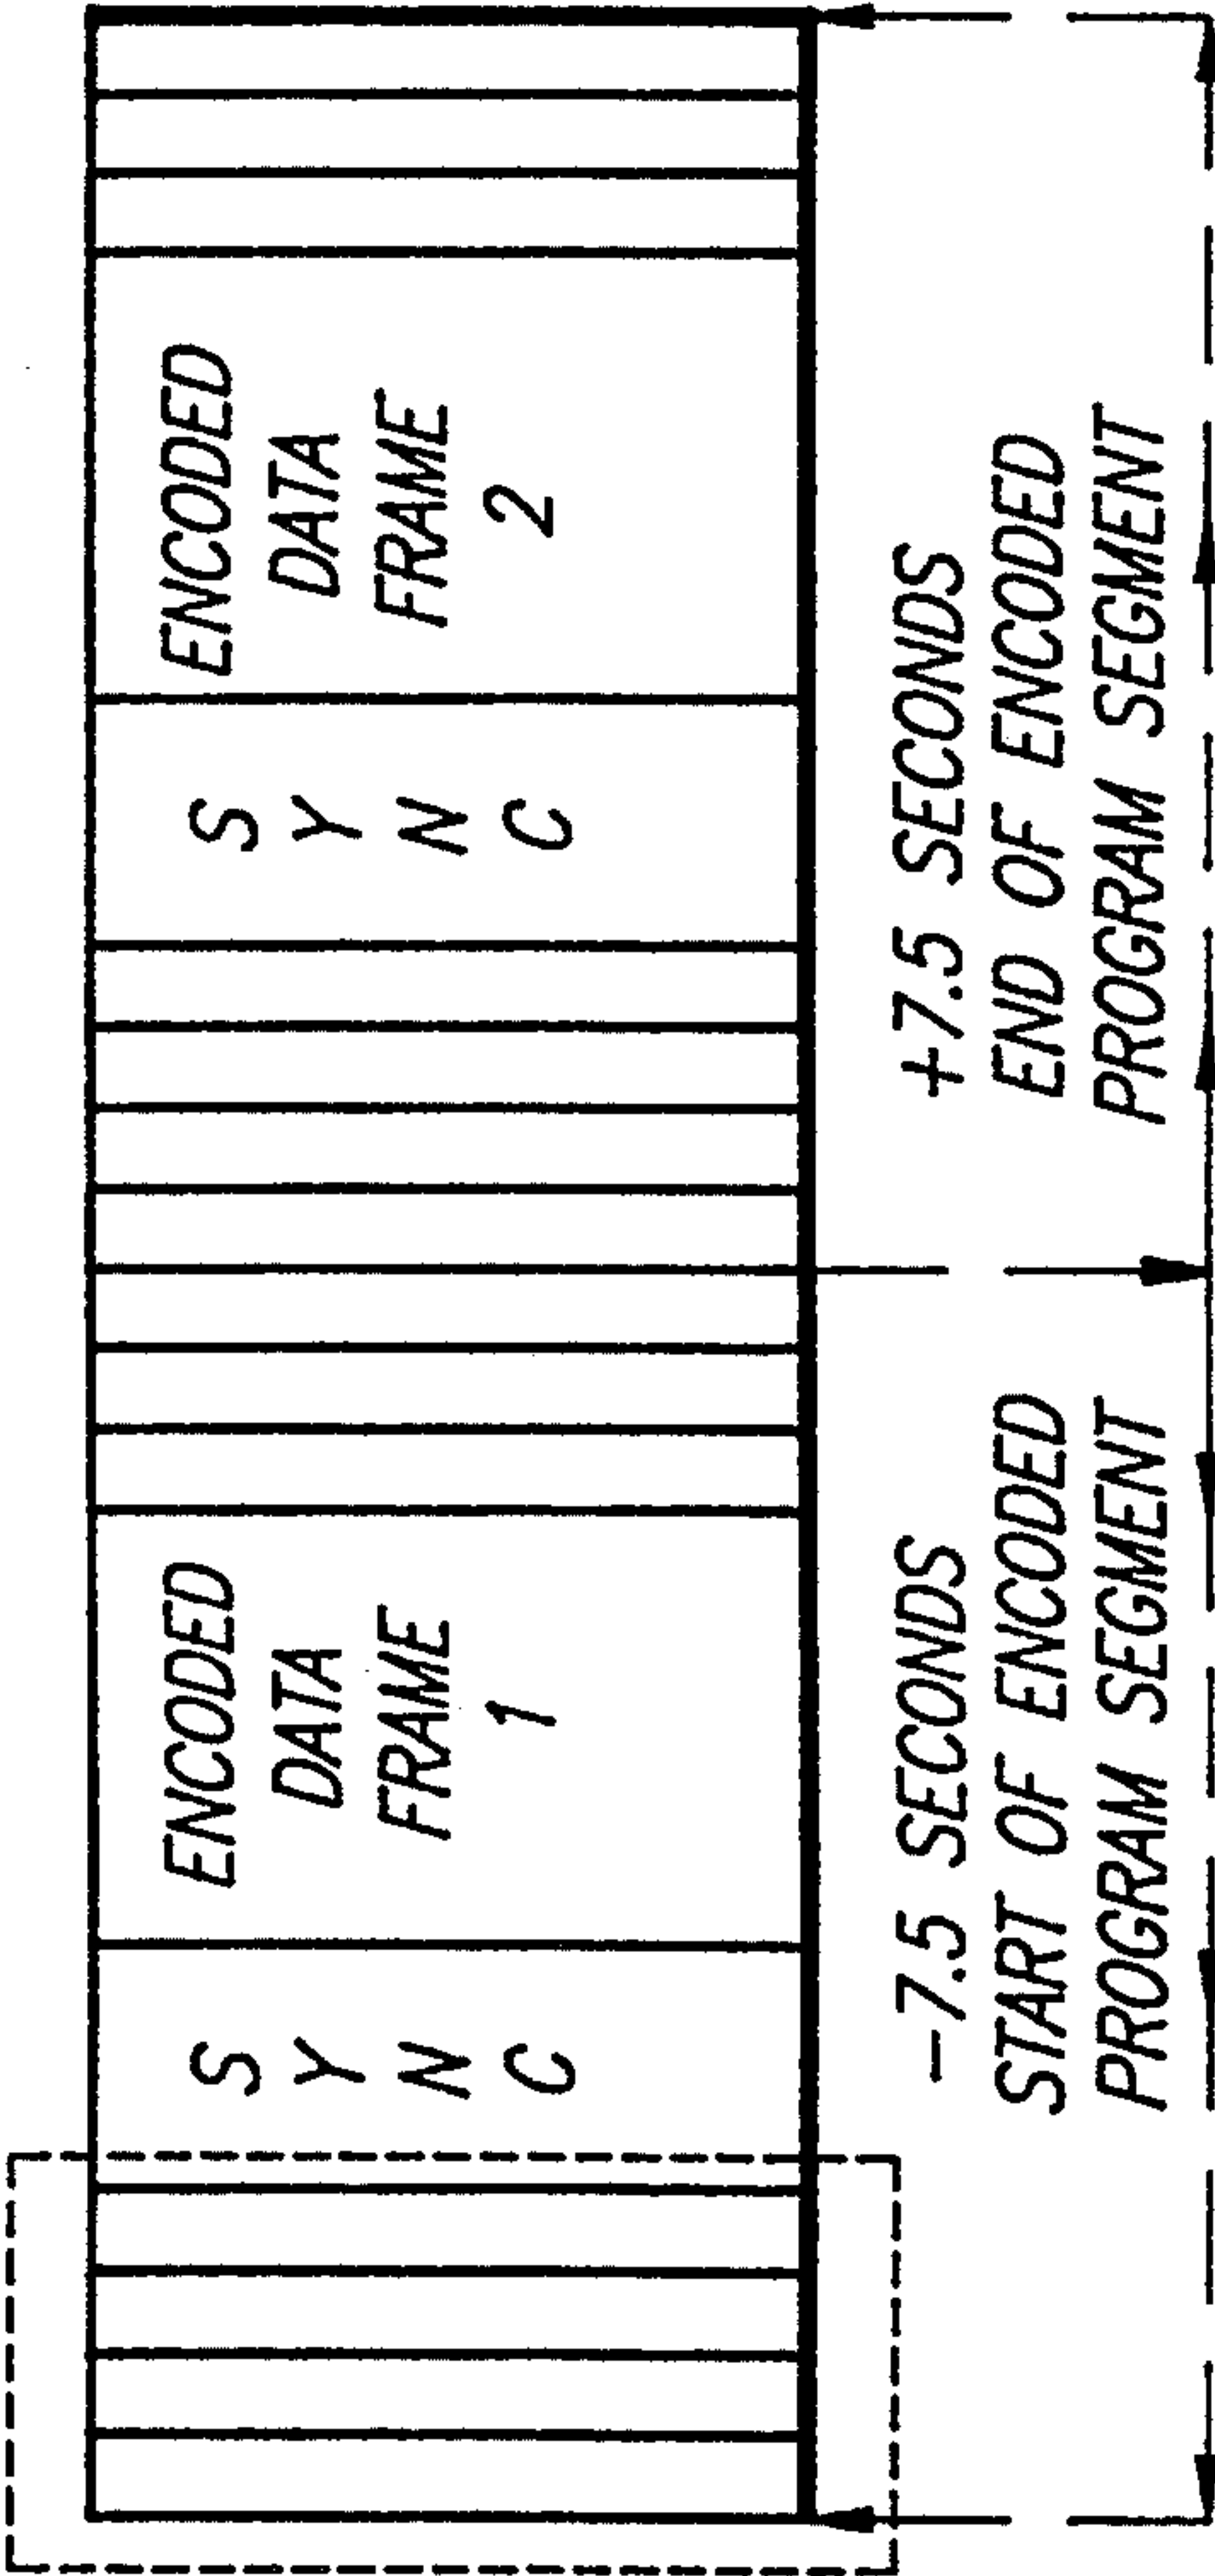 S
Y
N
C
ENCODED
DATA
FRAME
1
S
Y
N
C
ENCODED
DATA
FRAME
2
-7.5 SECONDS
START OF ENCODED
PROGRAM SEGMENT
+7.5 SECONDS
END OF ENCODED
PROGRAM SEGMENT